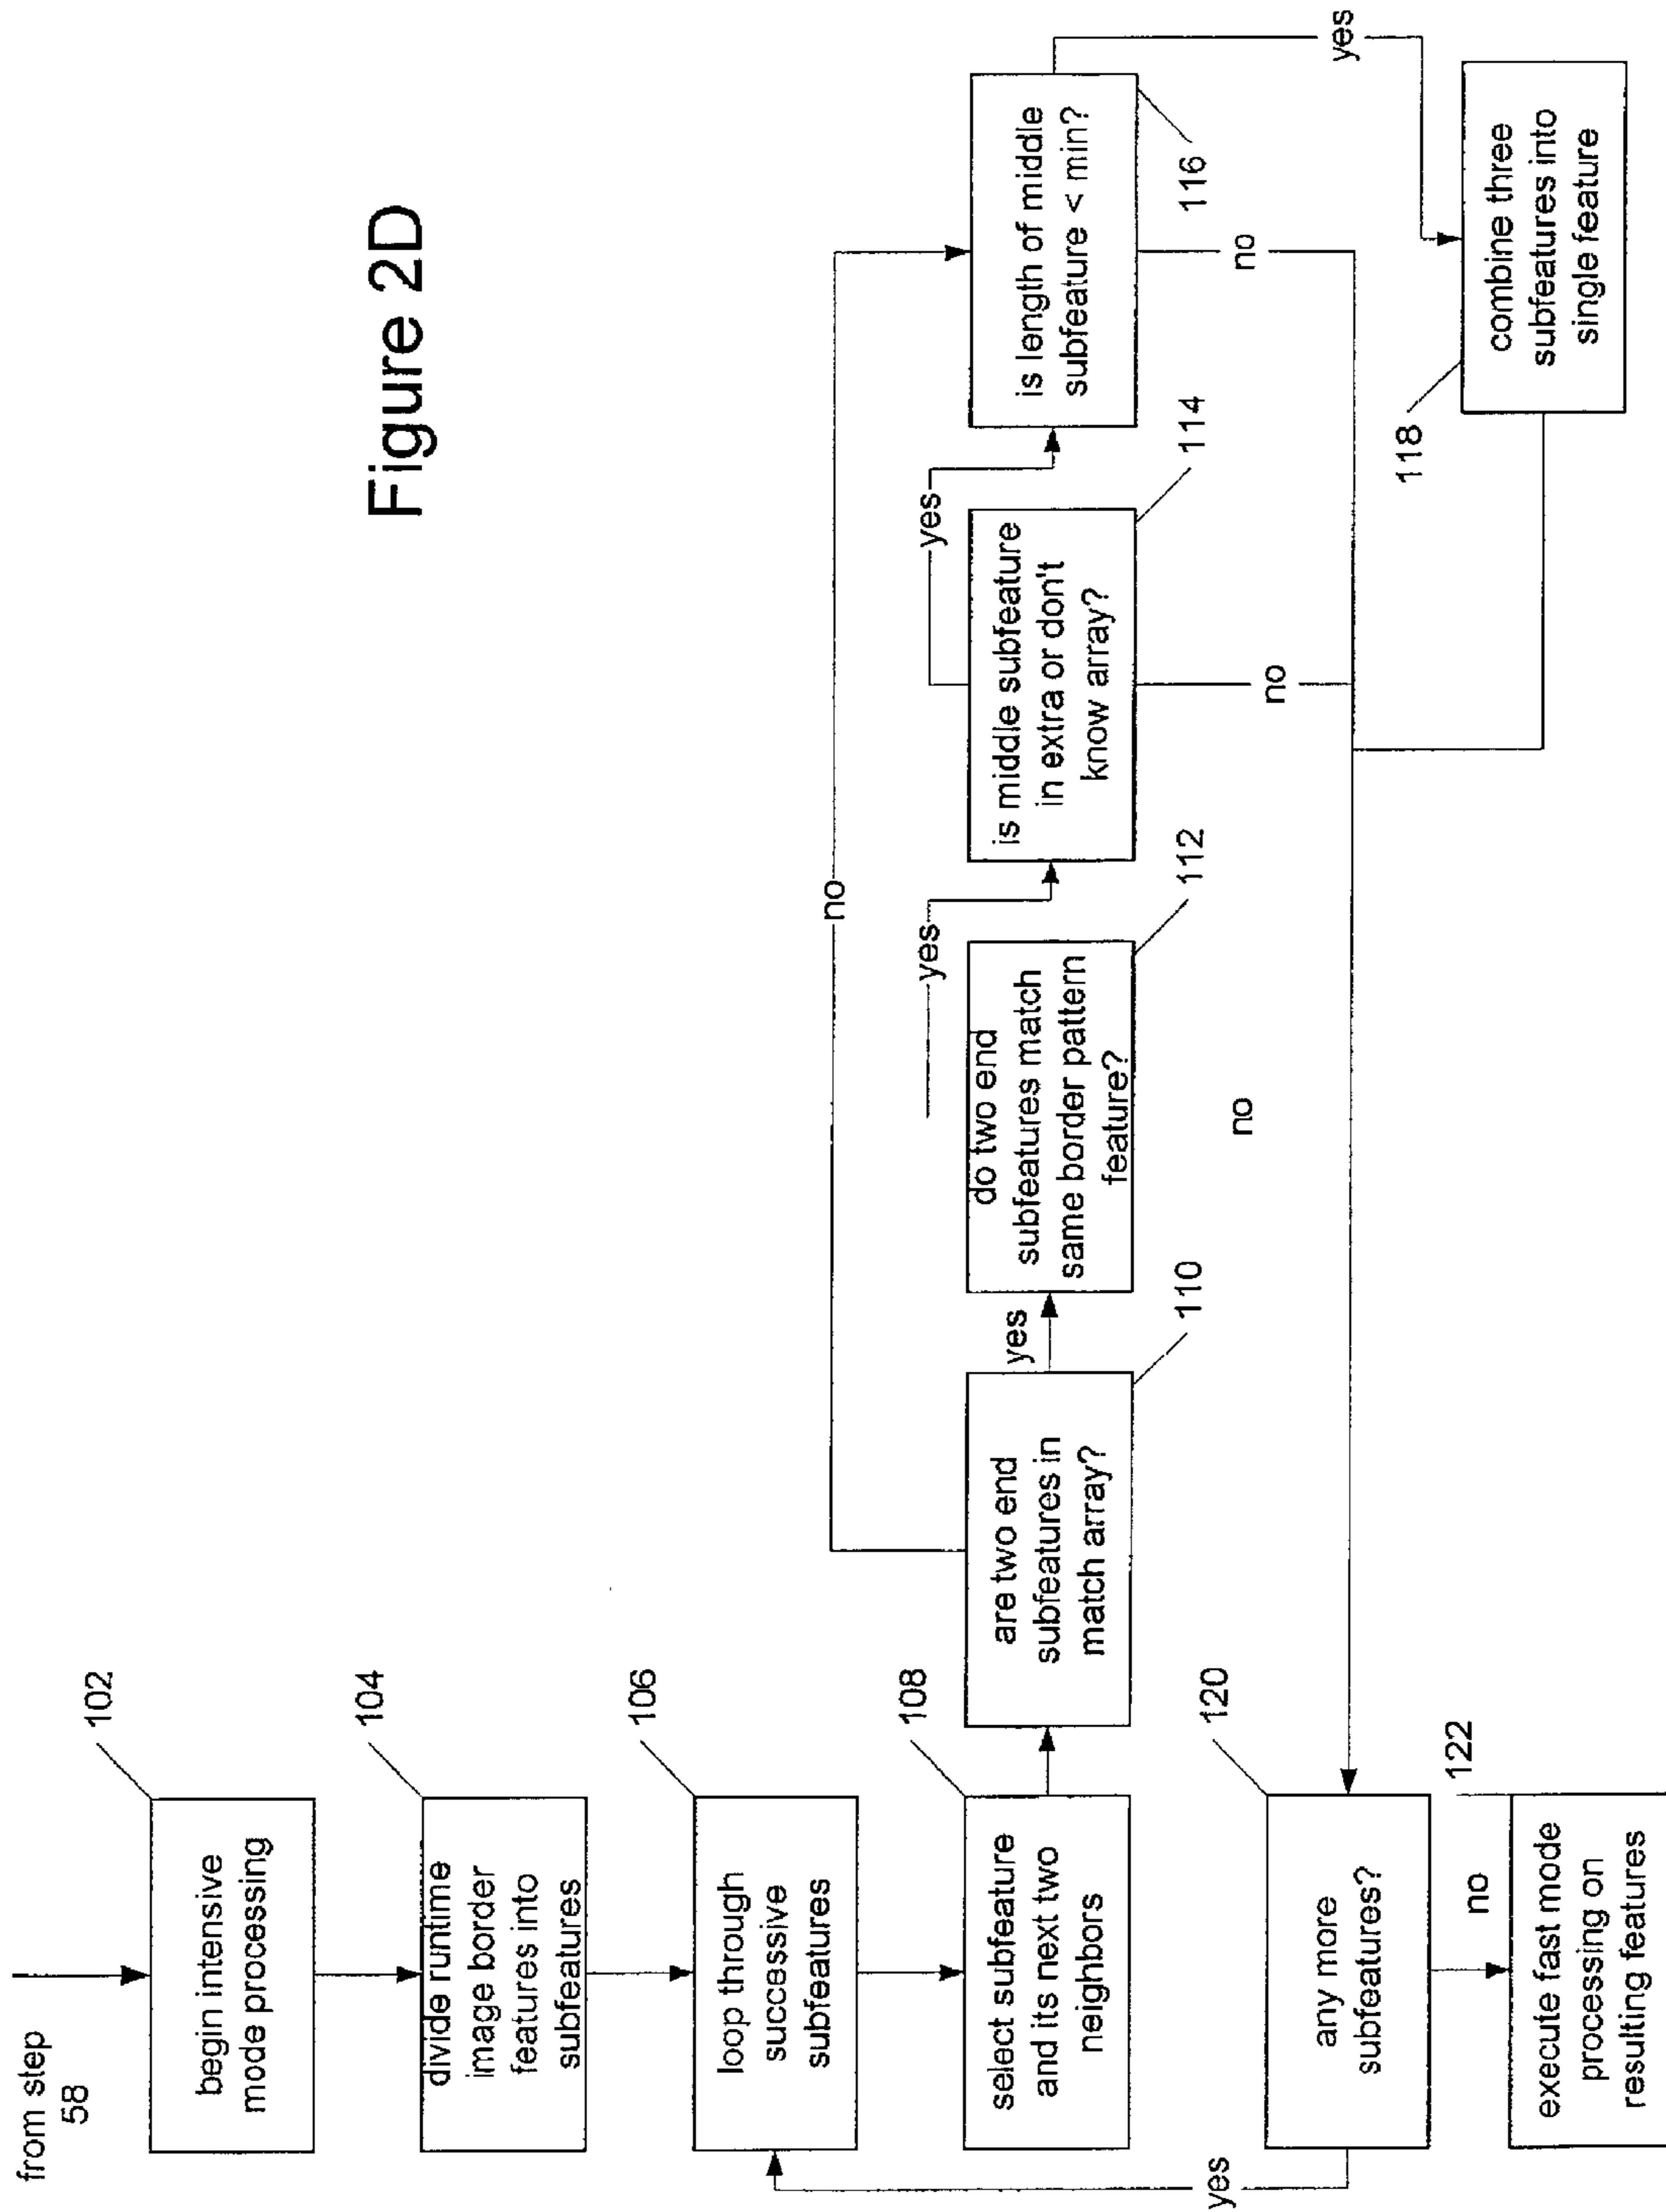 Figure 2D
from step
58
102
begin intensive
mode processing
104
divide runtime
image border
features into
subfeatures
106
loop through
successive
subfeatures
108
select subfeature
and its next two
neighbors
110
are two end
subfeatures in
match array?
no
yes
112
do two end
subfeatures match
same border pattern
feature?
yes
no
114
is middle subfeature
in extra or don't
know array?
yes
no
116
is length of middle
subfeature < min?
yes
no
118
combine three
subfeatures into
single feature
120
any more
subfeatures?
yes
no
122
execute fast mode
processing on
resulting features